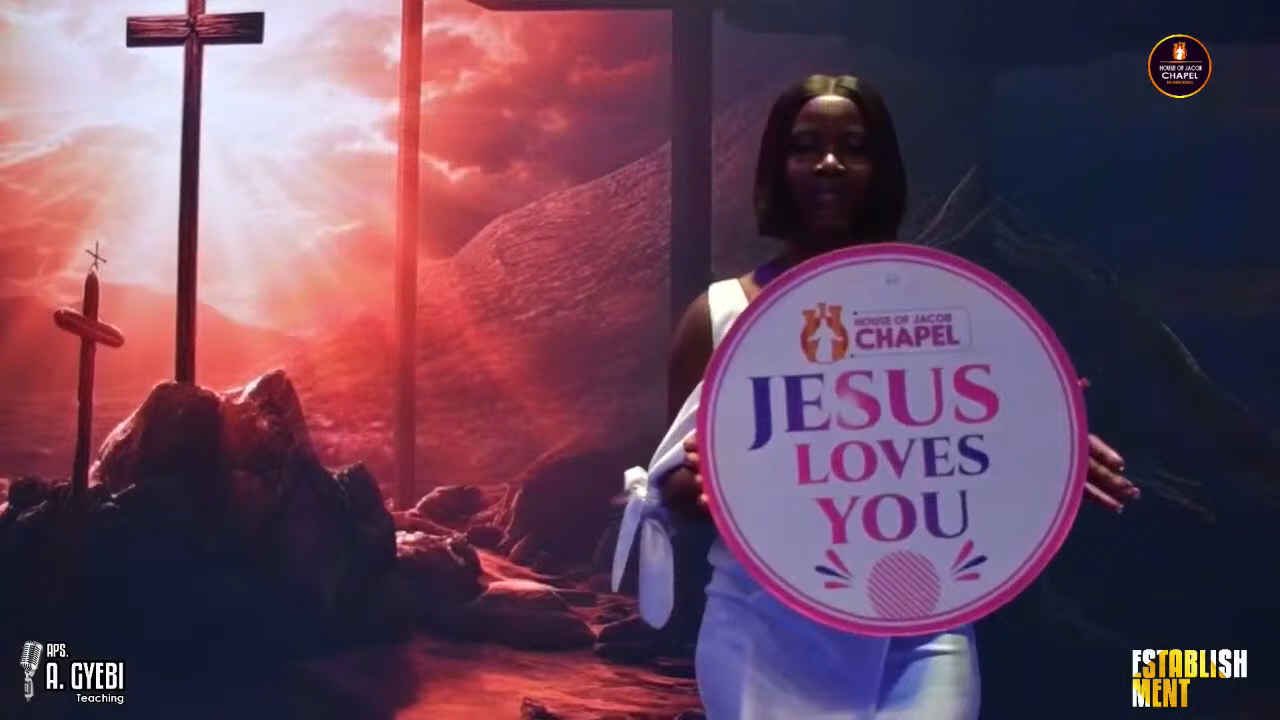 HOUSE OF JACOB
CHAPEL
HOUSE OF JACOB
CHAPEL
JESUS
LOVES
YOU
APS.
A. GYEBI
Teaching
ESTABLISH
MENT